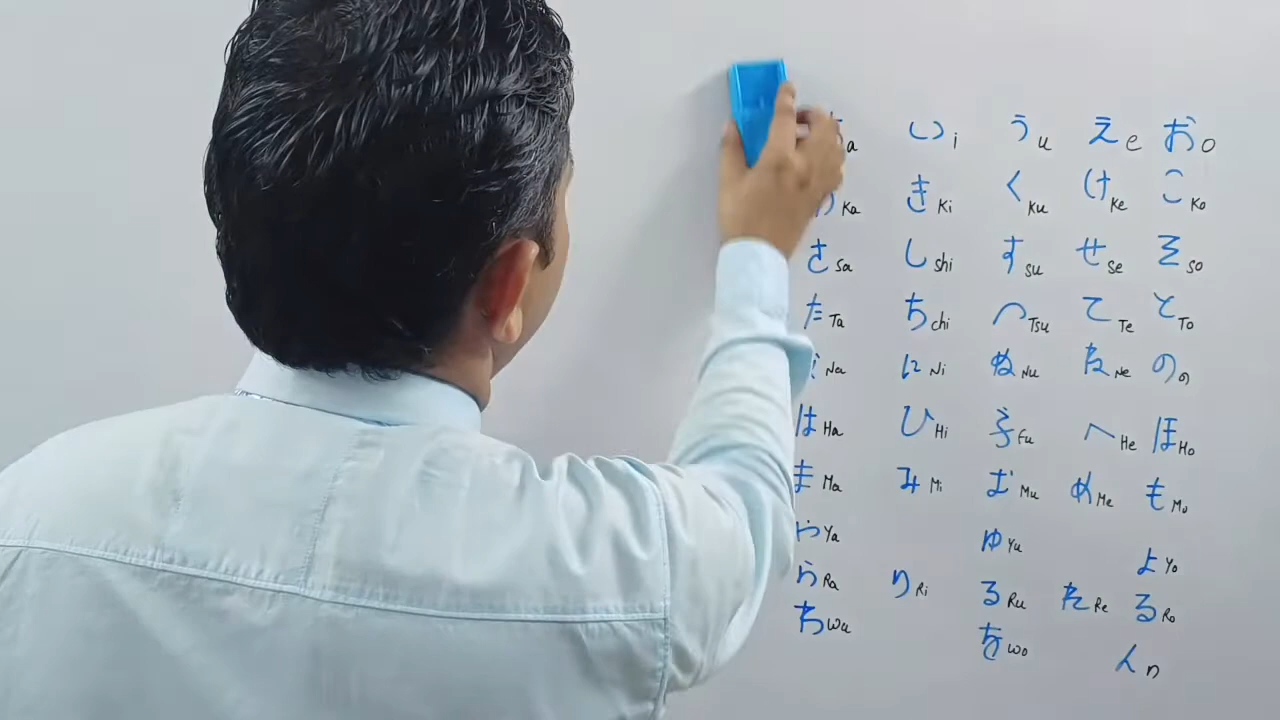 a い i う u え e お o
Ka き Ki く Ku け Ke こ Ko
さ Sa し shi す su せ se そ so
た Ta ち chi つ Tsu て Te と To
Na に Ni ぬ Nu ね Ne の の
は Ha ひ Hi ふ Fu へ He ほ Ho
ま Ma み Mi む Mu め Me も Mo
や Ya ゆ Yu よ Yo
ら Ra り Ri る Ru れ Re る Ro
わ Wa を Wo ん n